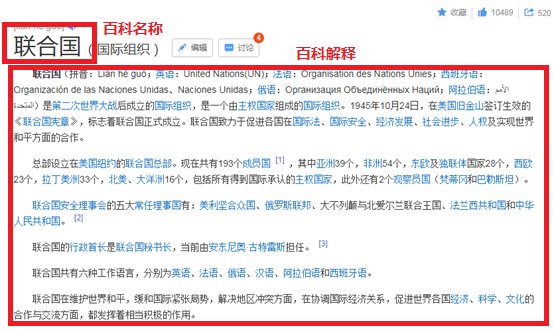 [lián hé guó]
百科名称
收藏 10489 520
联合国（国际组织） 编辑 讨论 4
百科解释
联合国（拼音：Lián hé guó；英语：United Nations(UN)；法语：Organisation des Nations Unies；西班牙语：
Organización de las Naciones Unidas、Naciones Unidas；俄语：Организация Объединённых Наций；阿拉伯语：الأمم
المتحدة）是第二次世界大战后成立的国际组织，是一个由主权国家组成的国际组织。1945年10月24日，在美国旧金山签订生效的
《联合国宪章》，标志着联合国正式成立。联合国致力于促进各国在国际法、国际安全、经济发展、社会进步、人权及实现世界
和平方面的合作。
总部设立在美国纽约的联合国总部。现在共有193个成员国 [1] ，其中亚洲39个，非洲54个，东欧及独联体国家28个，西欧
23个，拉丁美洲33个，北美、大洋洲16个，包括所有得到国际承认的主权国家，此外还有2个观察员国（梵蒂冈和巴勒斯坦）。
联合国安全理事会的五大常任理事国有：美利坚合众国、俄罗斯联邦、大不列颠与北爱尔兰联合王国、法兰西共和国和中华
人民共和国。 [2]
联合国的行政首长是联合国秘书长，当前由安东尼奥·古特雷斯担任。 [3]
联合国共有六种工作语言，分别为英语、法语、俄语、汉语、阿拉伯语和西班牙语。
联合国在维护世界和平，缓和国际紧张局势，解决地区冲突方面，在协调国际经济关系，促进世界各国经济、科学、文化的
合作与交流方面，都发挥着相当积极的作用。